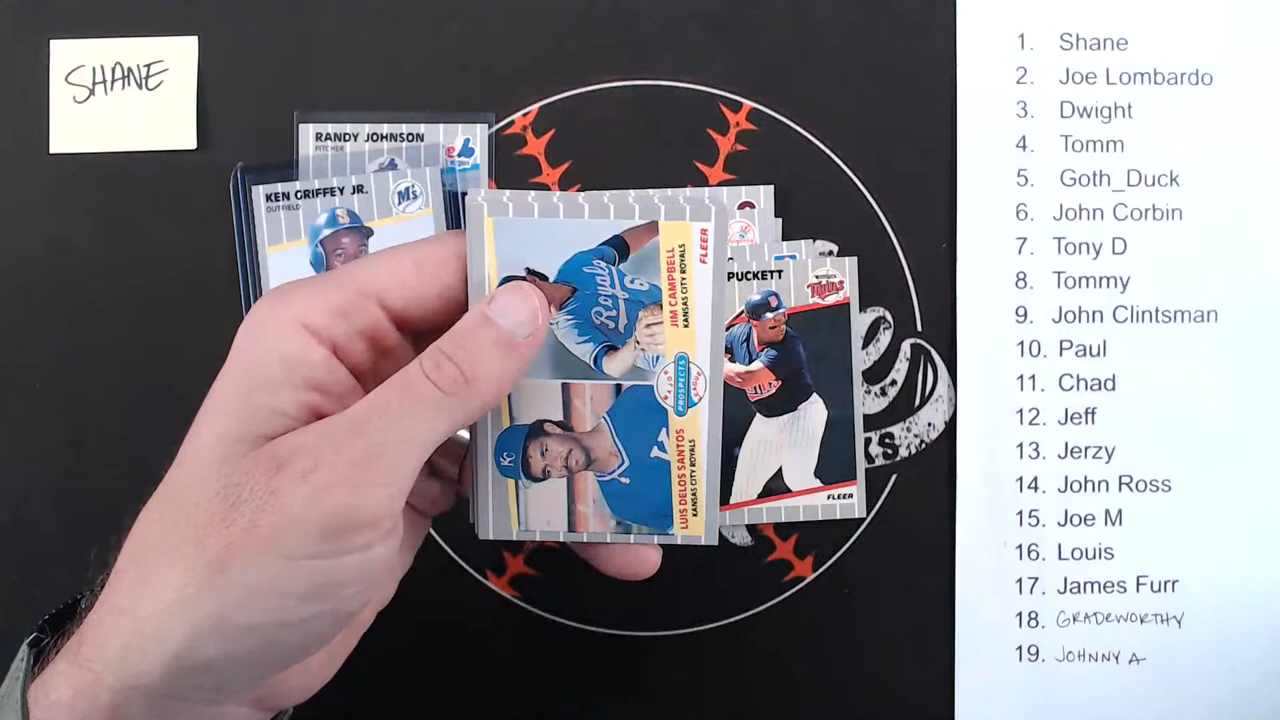 SHANE
RANDY JOHNSON
PITCHER
KEN GRIFFEY JR.
OUTFIELD
M's
S
Royals
6
JIM CAMPBELL
KANSAS CITY ROYALS
FLEER
MAJOR LEAGUE
PROSPECTS
KC
K
LUIS DELOS SANTOS
KANSAS CITY ROYALS
PUCKETT
Twins
FLEER
1. Shane
2. Joe Lombardo
3. Dwight
4. Tomm
5. Goth_Duck
6. John Corbin
7. Tony D
8. Tommy
9. John Clintsman
10. Paul
11. Chad
12. Jeff
13. Jerzy
14. John Ross
15. Joe M
16. Louis
17. James Furr
18. GRADEWORTHY
19. JOHNNY A